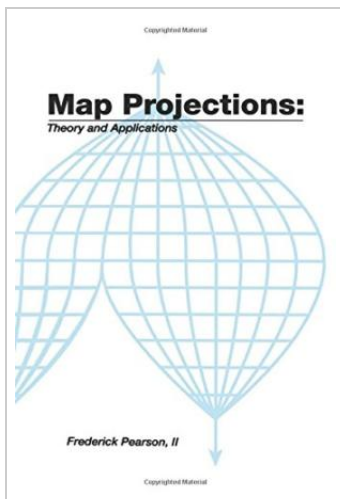 Copyrighted Material
Map Projections:
Theory and Applications
Frederick Pearson, II
Copyrighted Material